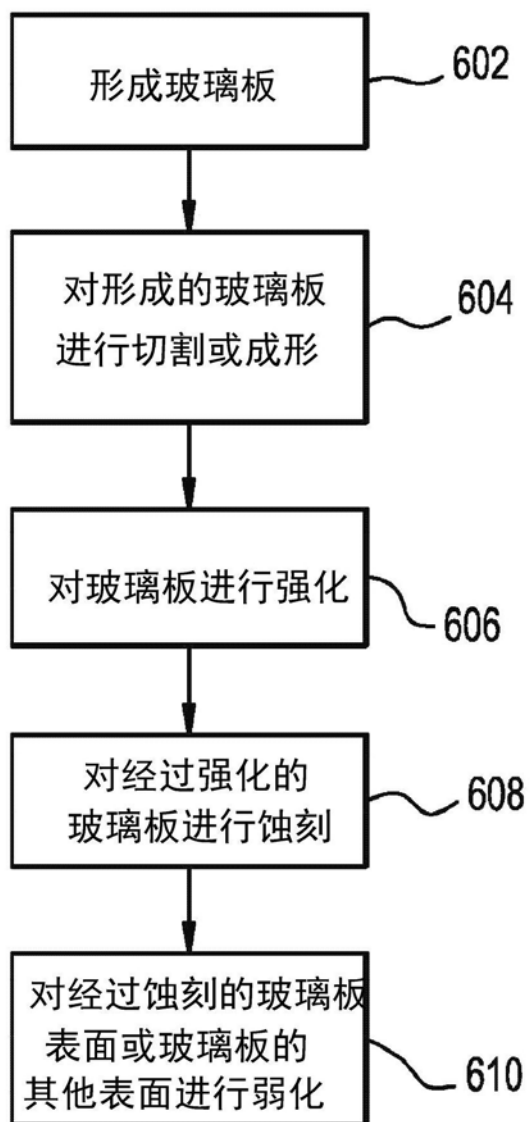 形成玻璃板
602
对形成的玻璃板
进行切割或成形
604
对玻璃板进行强化
606
对经过强化的
玻璃板进行蚀刻
608
对经过蚀刻的玻璃板
表面或玻璃板的
其他表面进行弱化
610